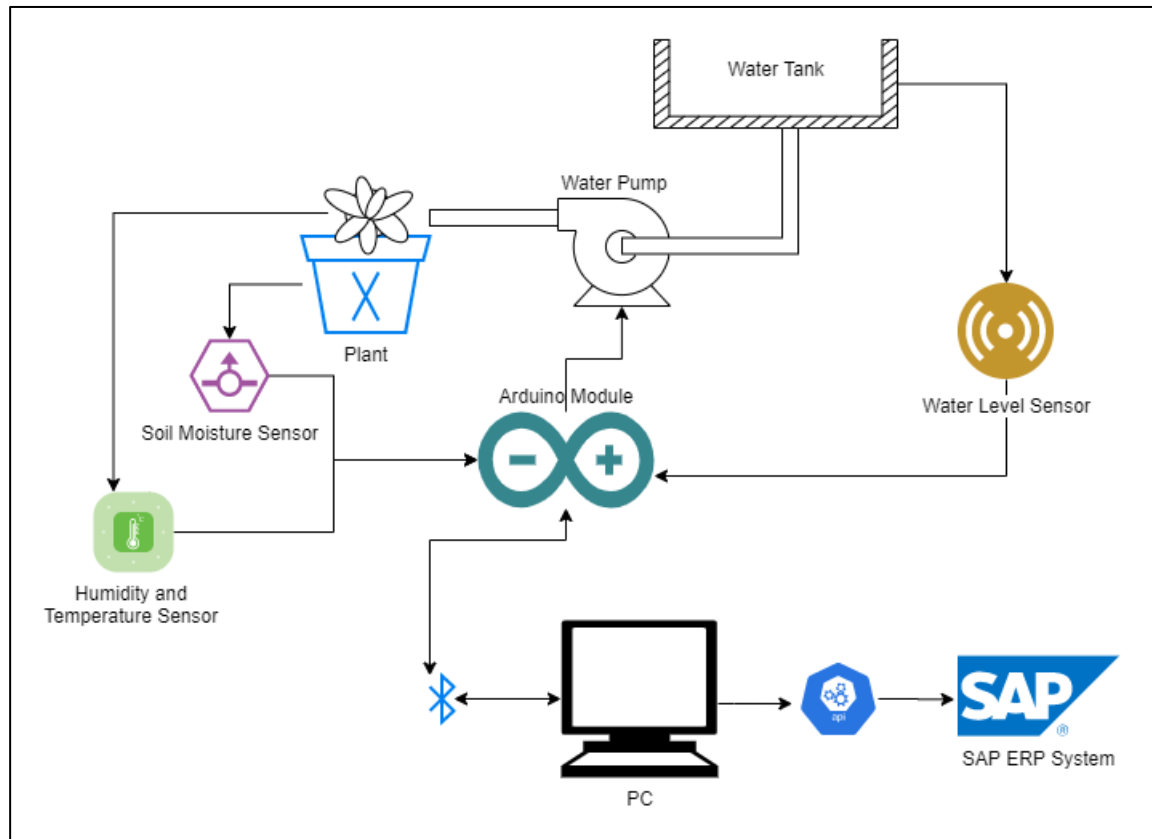 Water Tank
Water Pump
Plant
Arduino Module
Soil Moisture Sensor
Water Level Sensor
°C
Humidity and
Temperature Sensor
api
SAP
®
SAP ERP System
PC